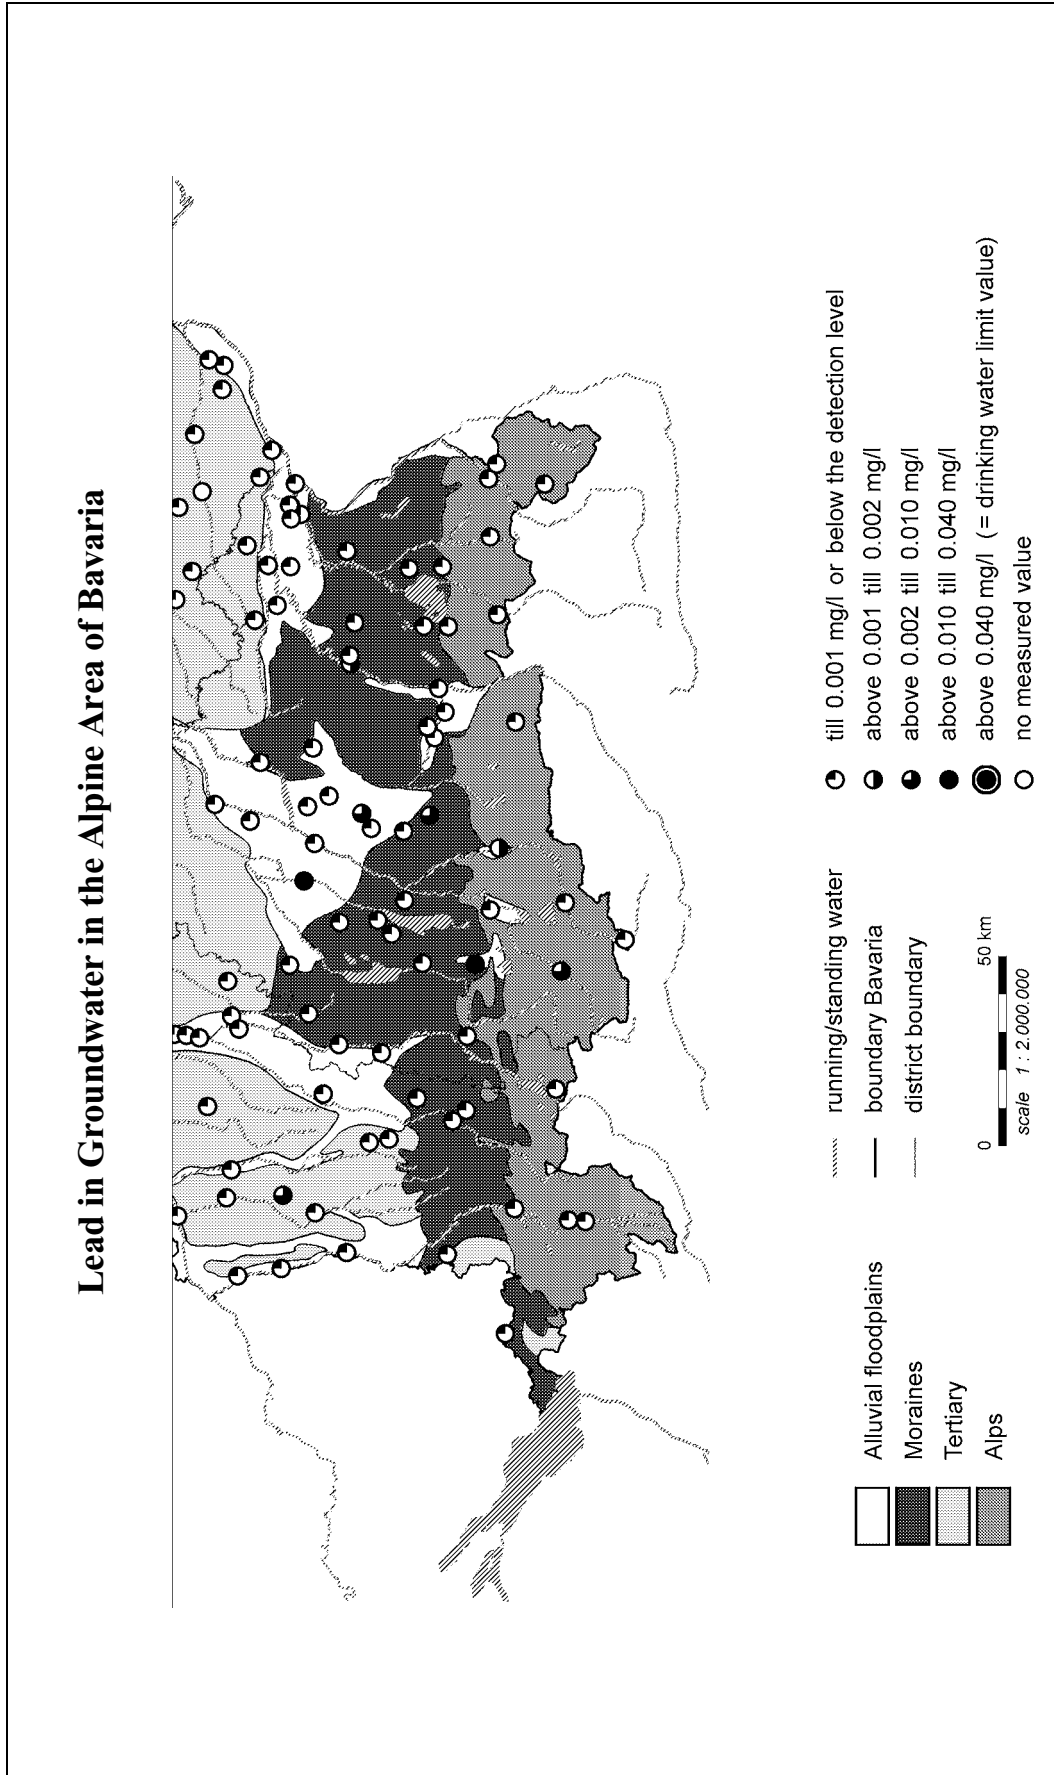 Lead in Groundwater in the Alpine Area of Bavaria
Alluvial floodplains
Moraines
Tertiary
Alps
running/standing water
boundary Bavaria
district boundary
0 50 km
scale 1 : 2.000.000
till 0.001 mg/l or below the detection level
above 0.001 till 0.002 mg/l
above 0.002 till 0.010 mg/l
above 0.010 till 0.040 mg/l
above 0.040 mg/l (= drinking water limit value)
no measured value